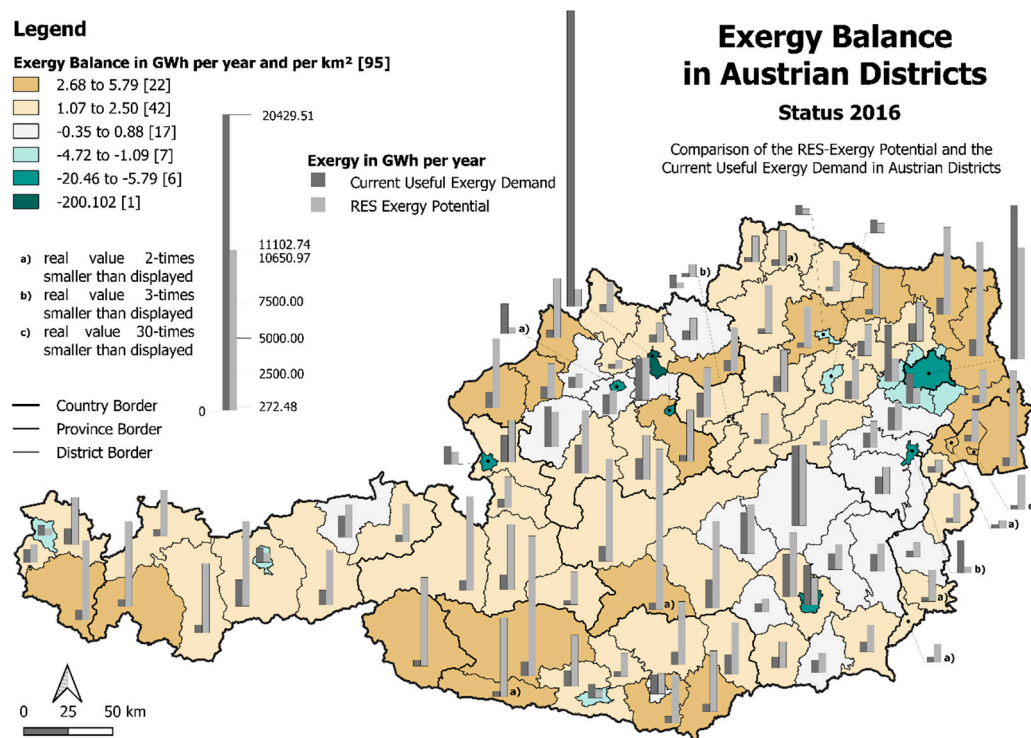 Legend
Exergy Balance in GWh per year and per km² [95]
2.68 to 5.79 [22]
1.07 to 2.50 [42]
-0.35 to 0.88 [17]
-4.72 to -1.09 [7]
-20.46 to -5.79 [6]
-200.102 [1]
a) real value 2-times
smaller than displayed
b) real value 3-times
smaller than displayed
c) real value 30-times
smaller than displayed
Country Border
Province Border
District Border
20429.51
11102.74
10650.97
7500.00
5000.00
2500.00
272.48
0
Exergy in GWh per year
Current Useful Exergy Demand
RES Exergy Potential
Exergy Balance
in Austrian Districts
Status 2016
Comparison of the RES-Exergy Potential and the
Current Useful Exergy Demand in Austrian Districts
b)
a)
a)
c
a)
b)
a)
a)
a)
a)
0 25 50 km